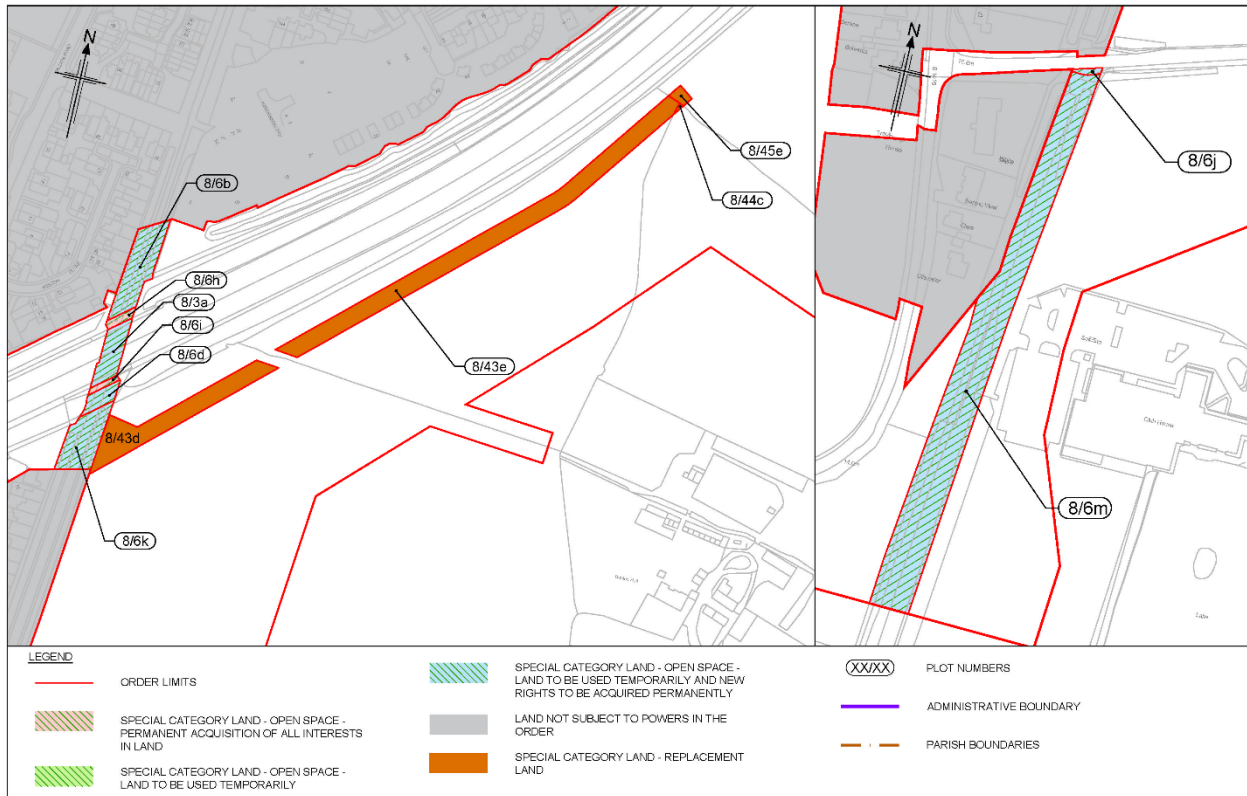 N
8/6b
8/6h
8/3a
8/6i
8/6d
8/43d
8/6k
8/43e
8/45e
8/44c
N
8/6j
8/6m
Club House
LEGEND
ORDER LIMITS
SPECIAL CATEGORY LAND - OPEN SPACE -
PERMANENT ACQUISITION OF ALL INTERESTS
IN LAND
SPECIAL CATEGORY LAND - OPEN SPACE -
LAND TO BE USED TEMPORARILY
SPECIAL CATEGORY LAND - OPEN SPACE -
LAND TO BE USED TEMPORARILY AND NEW
RIGHTS TO BE ACQUIRED PERMANENTLY
LAND NOT SUBJECT TO POWERS IN THE
ORDER
SPECIAL CATEGORY LAND - REPLACEMENT
LAND
(XX/XX) PLOT NUMBERS
ADMINISTRATIVE BOUNDARY
PARISH BOUNDARIES